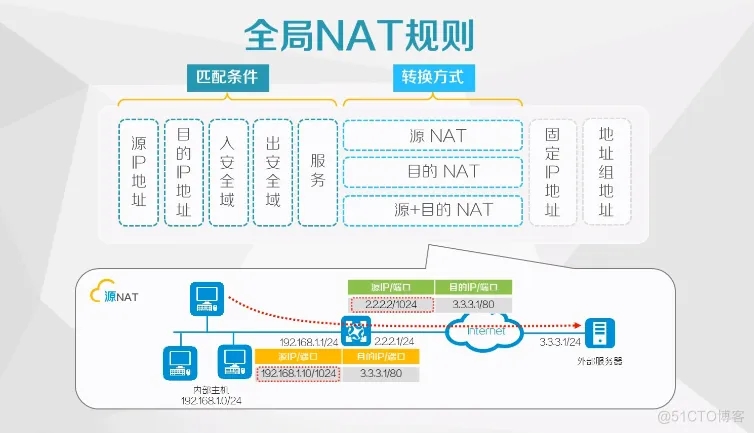 全局NAT规则
匹配条件
转换方式
源IP地址
目的IP地址
入安全域
出安全域
服务
源 NAT
目的 NAT
源+目的 NAT
固定IP地址
地址组地址
源NAT
源IP/端口 目的IP/端口
2.2.2.2/1024 3.3.3.1/80
Internet
192.168.1.1/24
2.2.2.1/24
3.3.3.1/24
外部服务器
源IP/端口 目的IP/端口
192.168.1.10/1024 3.3.3.1/80
内部主机
192.168.1.0/24
@51CTO博客